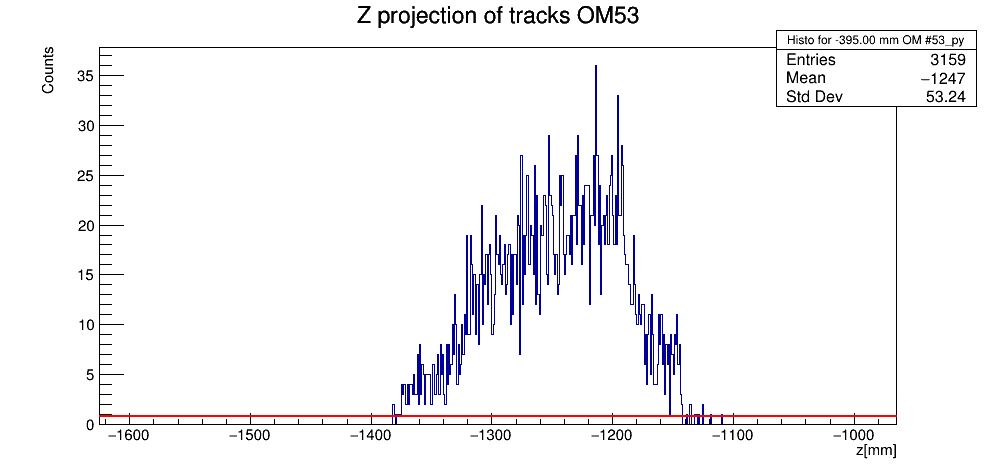 Z projection of tracks OM53
Histo for -395.00 mm OM #53_py
Entries 3159
Mean −1247
Std Dev 53.24
Counts
35
30
25
20
15
10
5
0
−1600 −1500 −1400 −1300 −1200 −1100 −1000
z[mm]